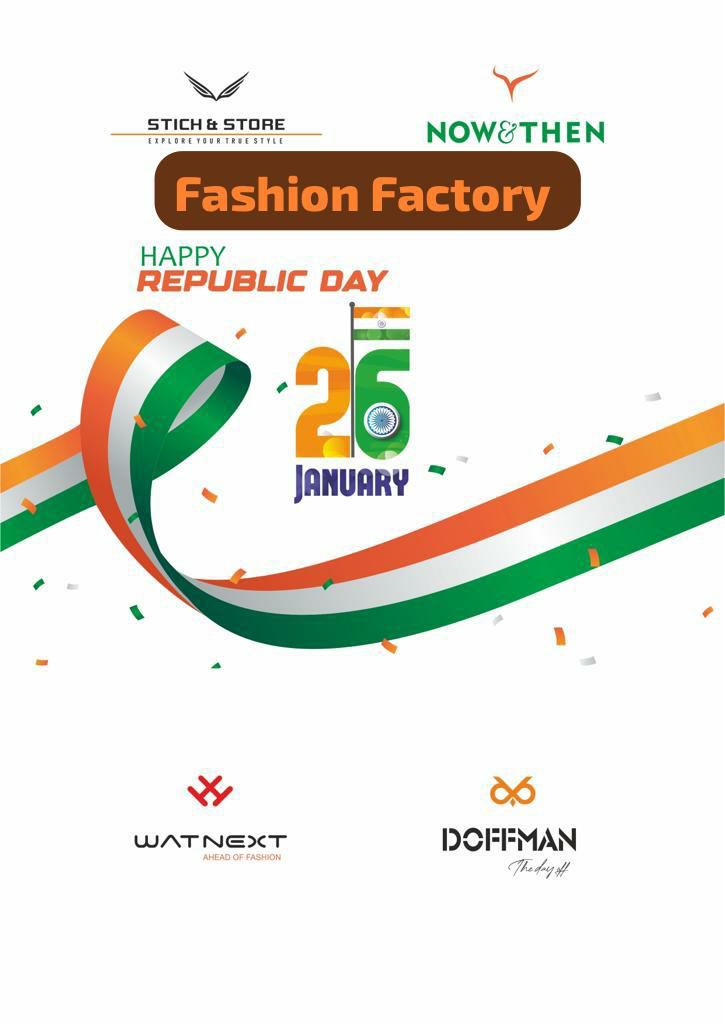 STICH & STORE
EXPLORE YOUR TRUE STYLE
NOW&THEN
Fashion Factory
HAPPY
REPUBLIC DAY
26
JANUARY
WATNEXT
AHEAD OF FASHION
DOFFMAN
The day off